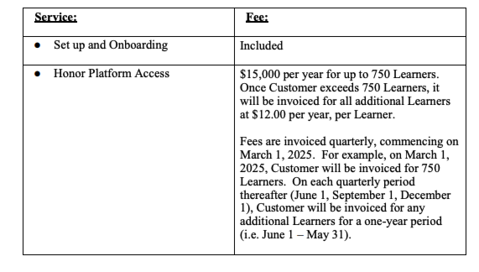 Service: Fee:
● Set up and Onboarding Included
● Honor Platform Access $15,000 per year for up to 750 Learners.
Once Customer exceeds 750 Learners, it
will be invoiced for all additional Learners
at $12.00 per year, per Learner.
Fees are invoiced quarterly, commencing on
March 1, 2025.  For example, on March 1,
2025, Customer will be invoiced for 750
Learners.  On each quarterly period
thereafter (June 1, September 1, December
1), Customer will be invoiced for any
additional Learners for a one-year period
(i.e. June 1 – May 31).